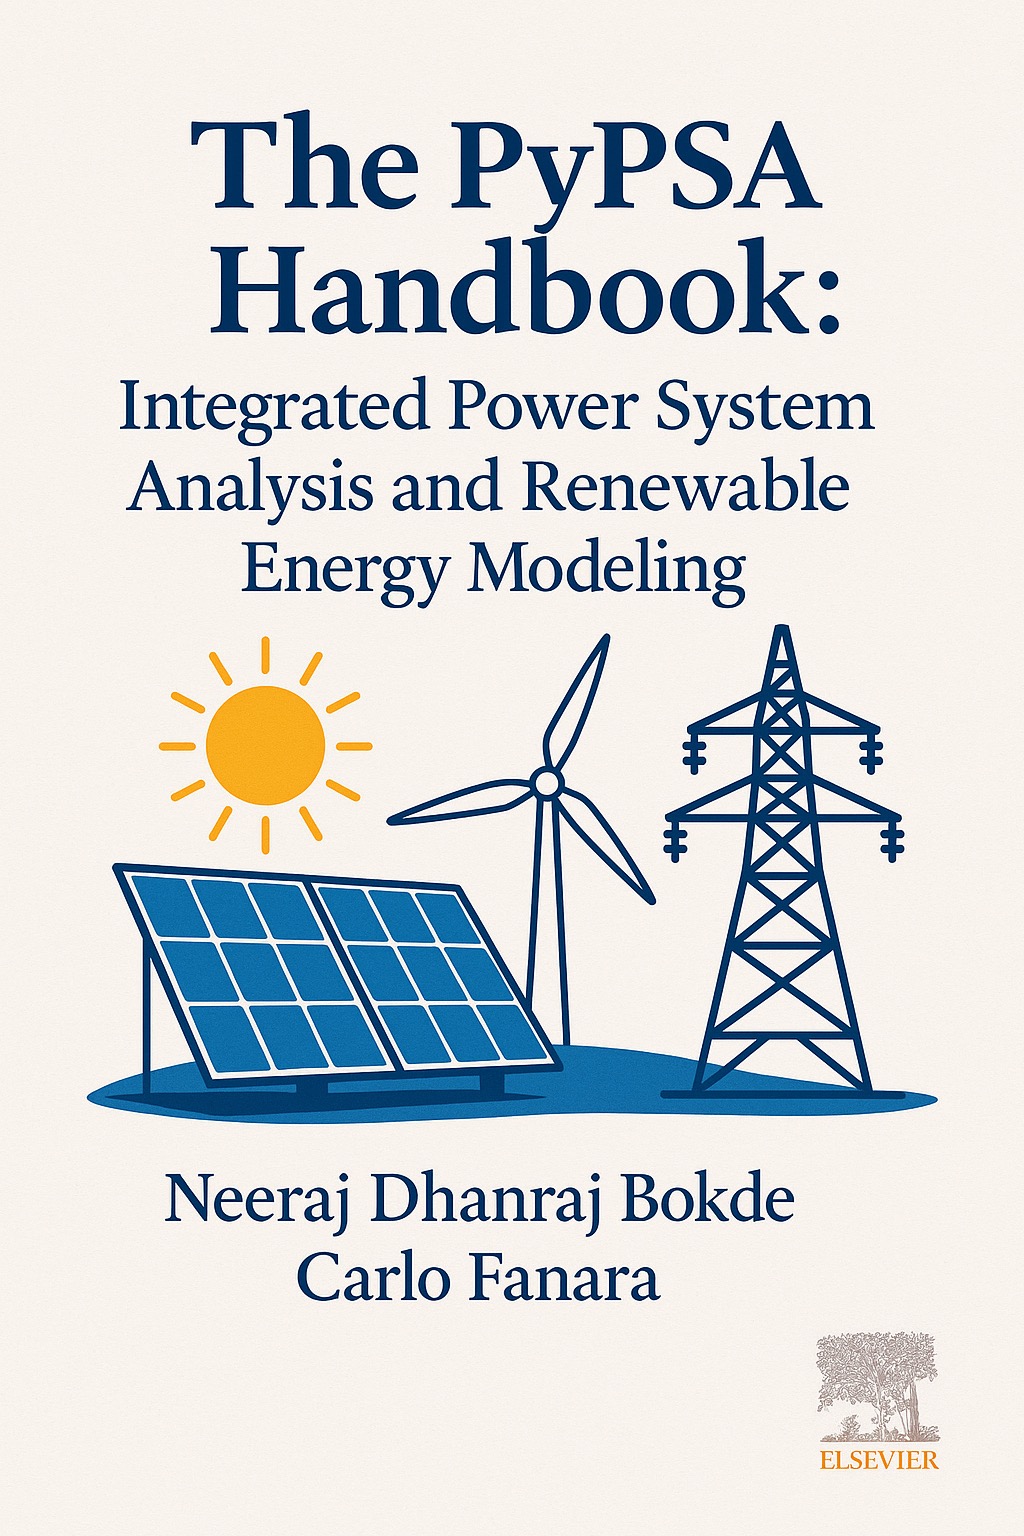 The PyPSA
Handbook:
Integrated Power System
Analysis and Renewable
Energy Modeling
Neeraj Dhanraj Bokde
Carlo Fanara
ELSEVIER